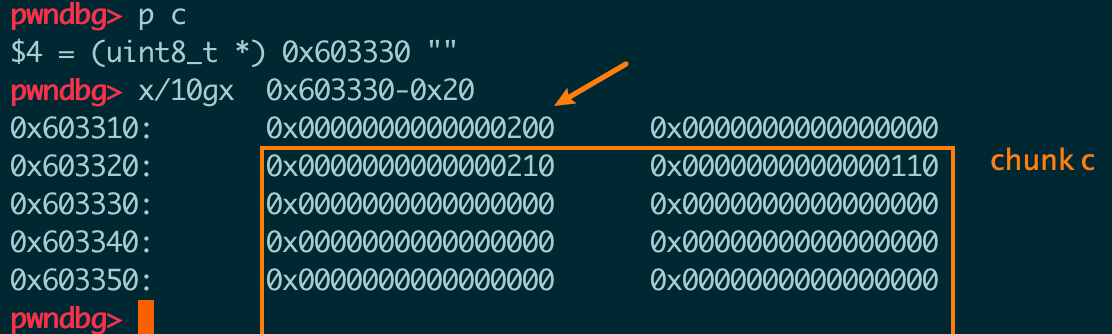 pwndbg> p c
$4 = (uint8_t *) 0x603330 ""
pwndbg> x/10gx  0x603330-0x20
0x603310: 0x0000000000000200 0x0000000000000000
0x603320: 0x0000000000000210 0x0000000000000110 chunk c
0x603330: 0x0000000000000000 0x0000000000000000
0x603340: 0x0000000000000000 0x0000000000000000
0x603350: 0x0000000000000000 0x0000000000000000
pwndbg>